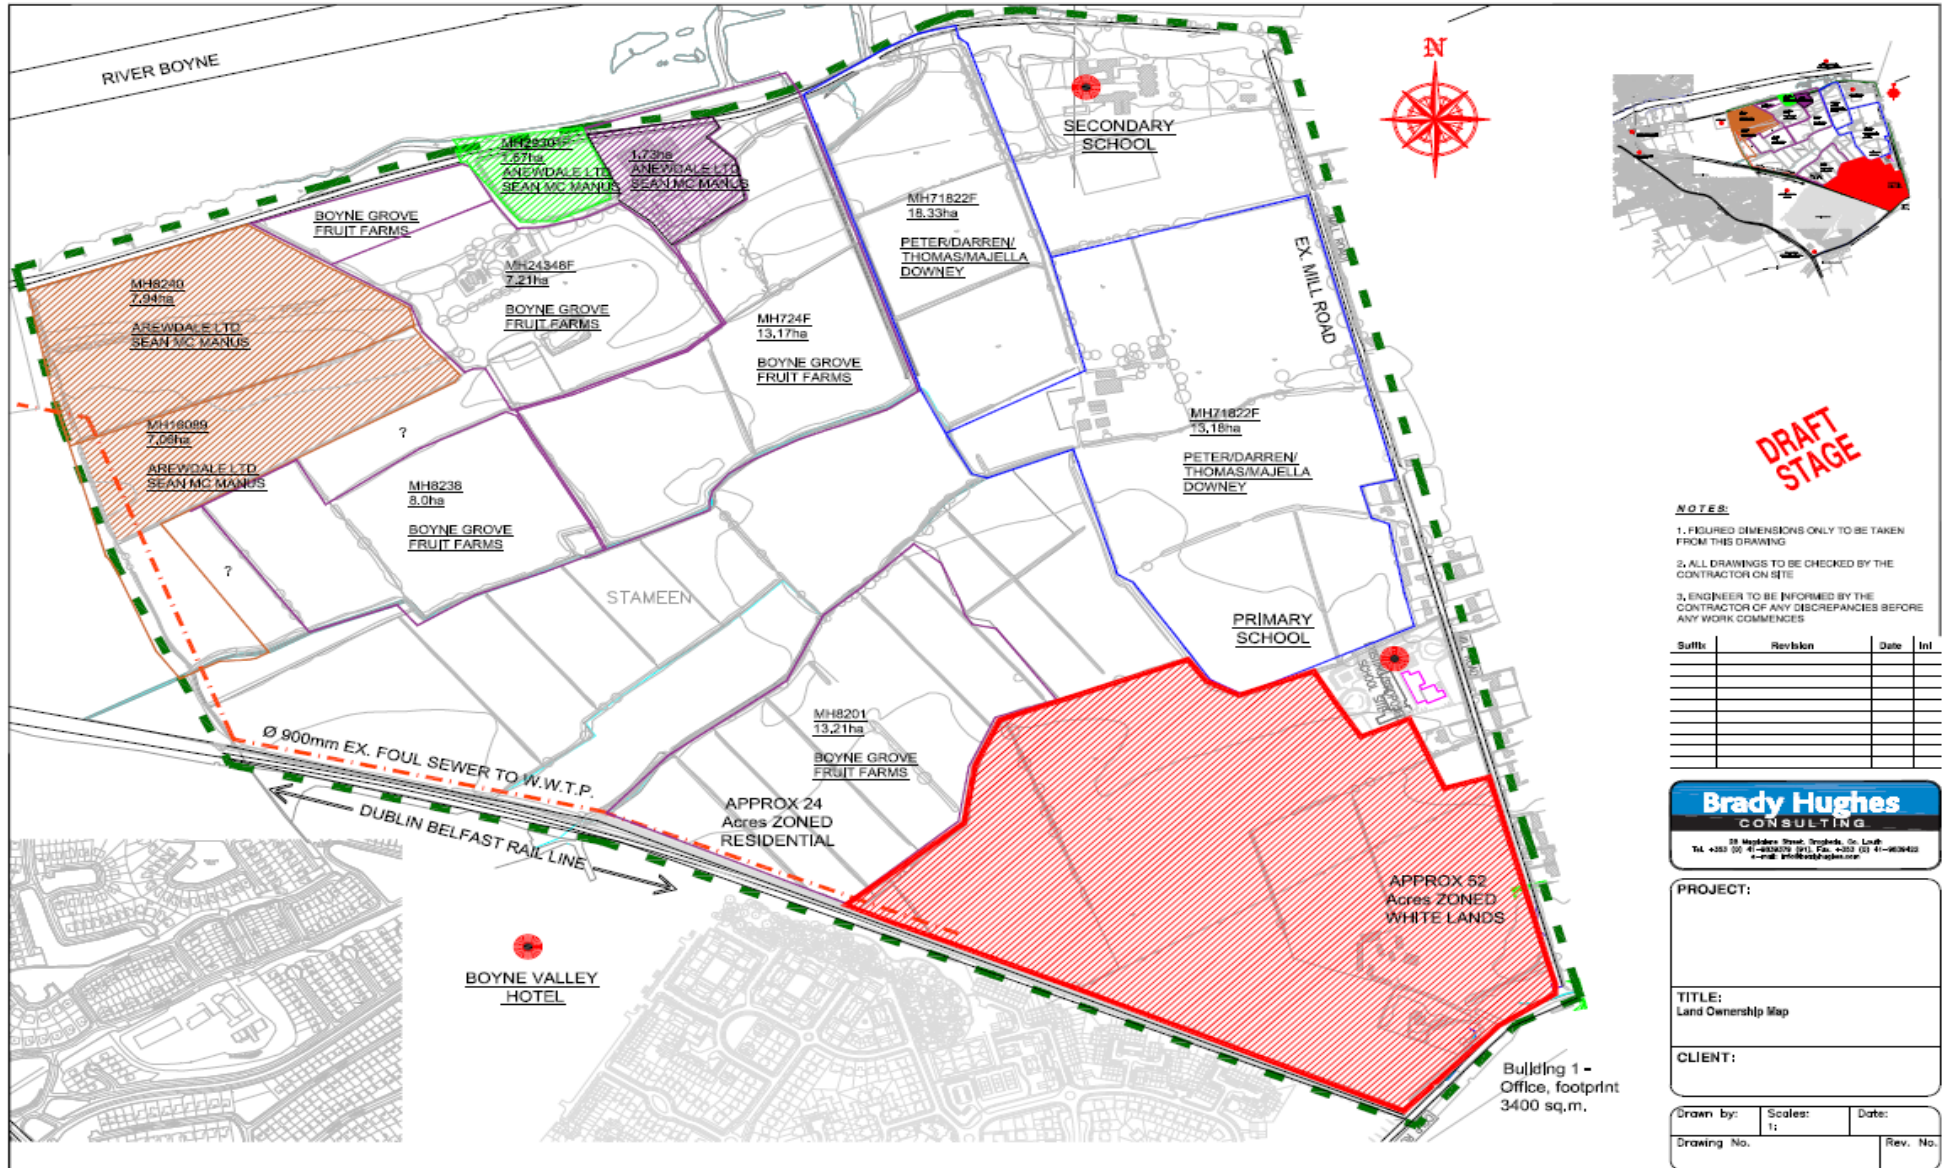 RIVER BOYNE
SECONDARY
SCHOOL
N
1.67ha
ANEWDALE LTD
SEAN MC MANUS
1.73ha
ANEWDALE LTD
SEAN MC MANUS
BOYNE GROVE
FRUIT FARMS
MH71822F
18.33ha
PETER/DARREN/
THOMAS/MAJELLA
DOWNEY
EX. MILL ROAD
MH24348F
7.21ha
BOYNE GROVE
FRUIT FARMS
MH8240
7.94ha
AREWDALE LTD
SEAN MC MANUS
MH724F
13.17ha
BOYNE GROVE
FRUIT FARMS
MH16089
7.06ha
AREWDALE LTD
SEAN MC MANUS
?
MH8238
8.0ha
BOYNE GROVE
FRUIT FARMS
?
MH71822F
13.18ha
PETER/DARREN/
THOMAS/MAJELLA
DOWNEY
STAMEEN
PRIMARY
SCHOOL
MH8201
13.21ha
BOYNE GROVE
FRUIT FARMS
Ø 900mm EX. FOUL SEWER TO W.W.T.P.
DUBLIN BELFAST RAIL LINE
APPROX 24
Acres ZONED
RESIDENTIAL
APPROX 52
Acres ZONED
WHITE LANDS
BOYNE VALLEY
HOTEL
Building 1 -
Office, footprint
3400 sq.m.
DRAFT
STAGE
NOTES:
1. FIGURED DIMENSIONS ONLY TO BE TAKEN
FROM THIS DRAWING
2. ALL DRAWINGS TO BE CHECKED BY THE
CONTRACTOR ON SITE
3. ENGINEER TO BE INFORMED BY THE
CONTRACTOR OF ANY DISCREPANCIES BEFORE
ANY WORK COMMENCES
Suffix Revision Date Inl
Brady Hughes
CONSULTING
PROJECT:
TITLE:
Land Ownership Map
CLIENT:
Drawn by: Scales: Date:
1:
Drawing No. Rev. No.